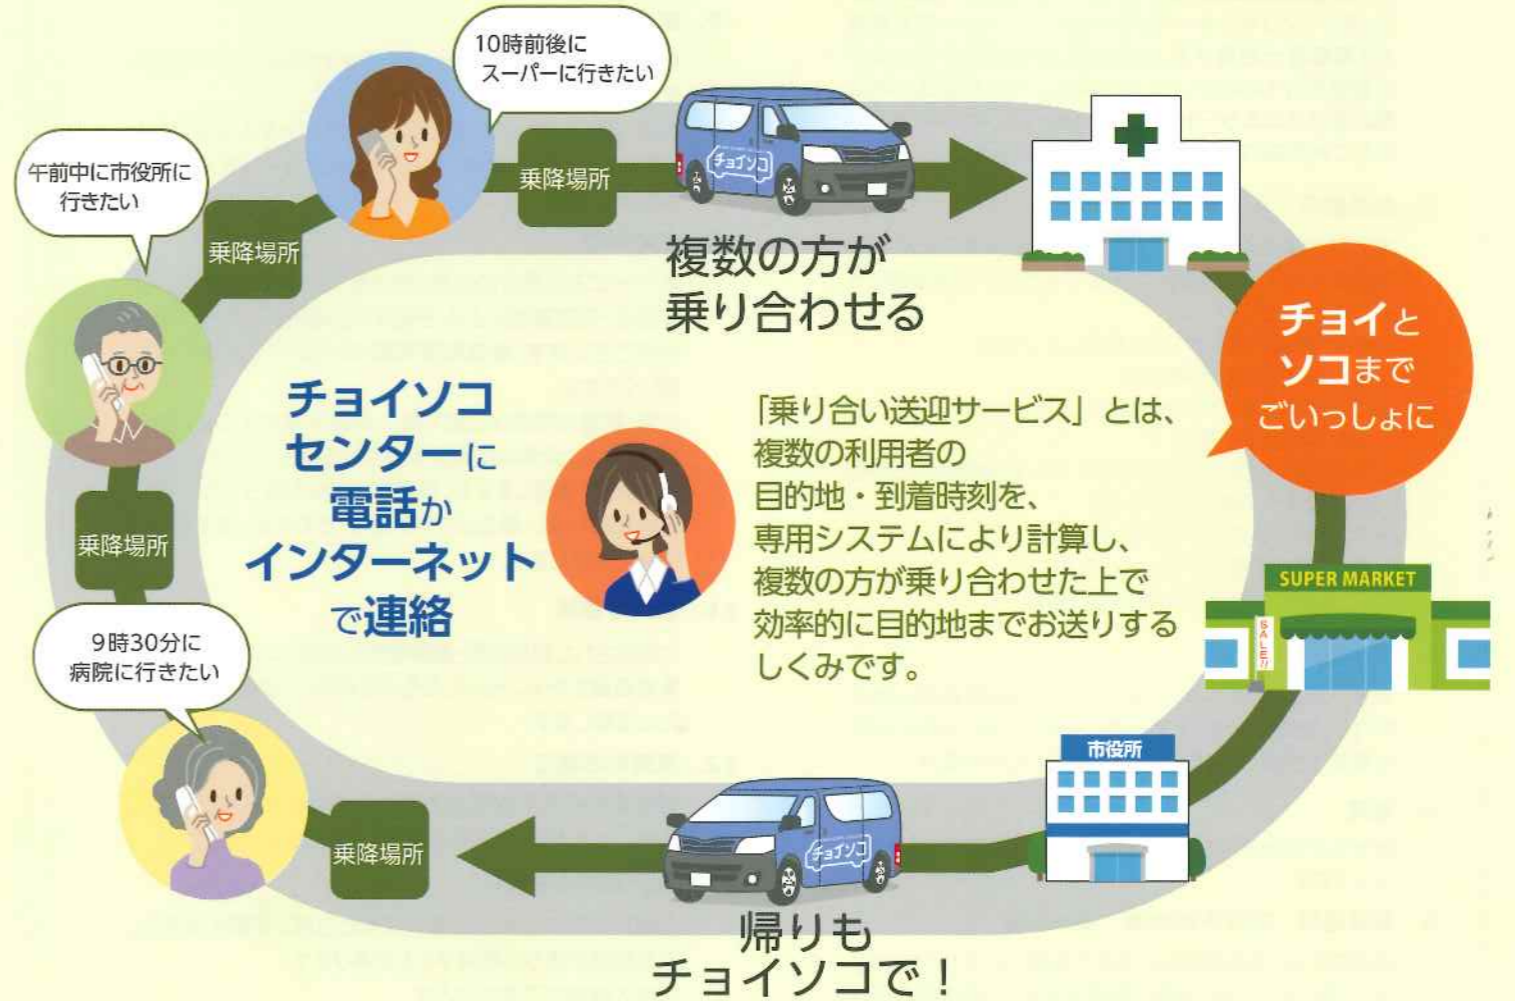 10時前後に
スーパーに行きたい
午前中に市役所に
行きたい
乗降場所
乗降場所
チョイソコ
複数の方が
乗り合わせる
チョイと
ソコまで
ごいっしょに
チョイソコ
センターに
電話か
インターネット
で連絡
「乗り合い送迎サービス」とは、
複数の利用者の
目的地・到着時刻を、
専用システムにより計算し、
複数の方が乗り合わせた上で
効率的に目的地までお送りする
しくみです。
乗降場所
SUPER MARKET
SALE!!
9時30分に
病院に行きたい
市役所
乗降場所
チョイソコ
帰りも
チョイソコで!